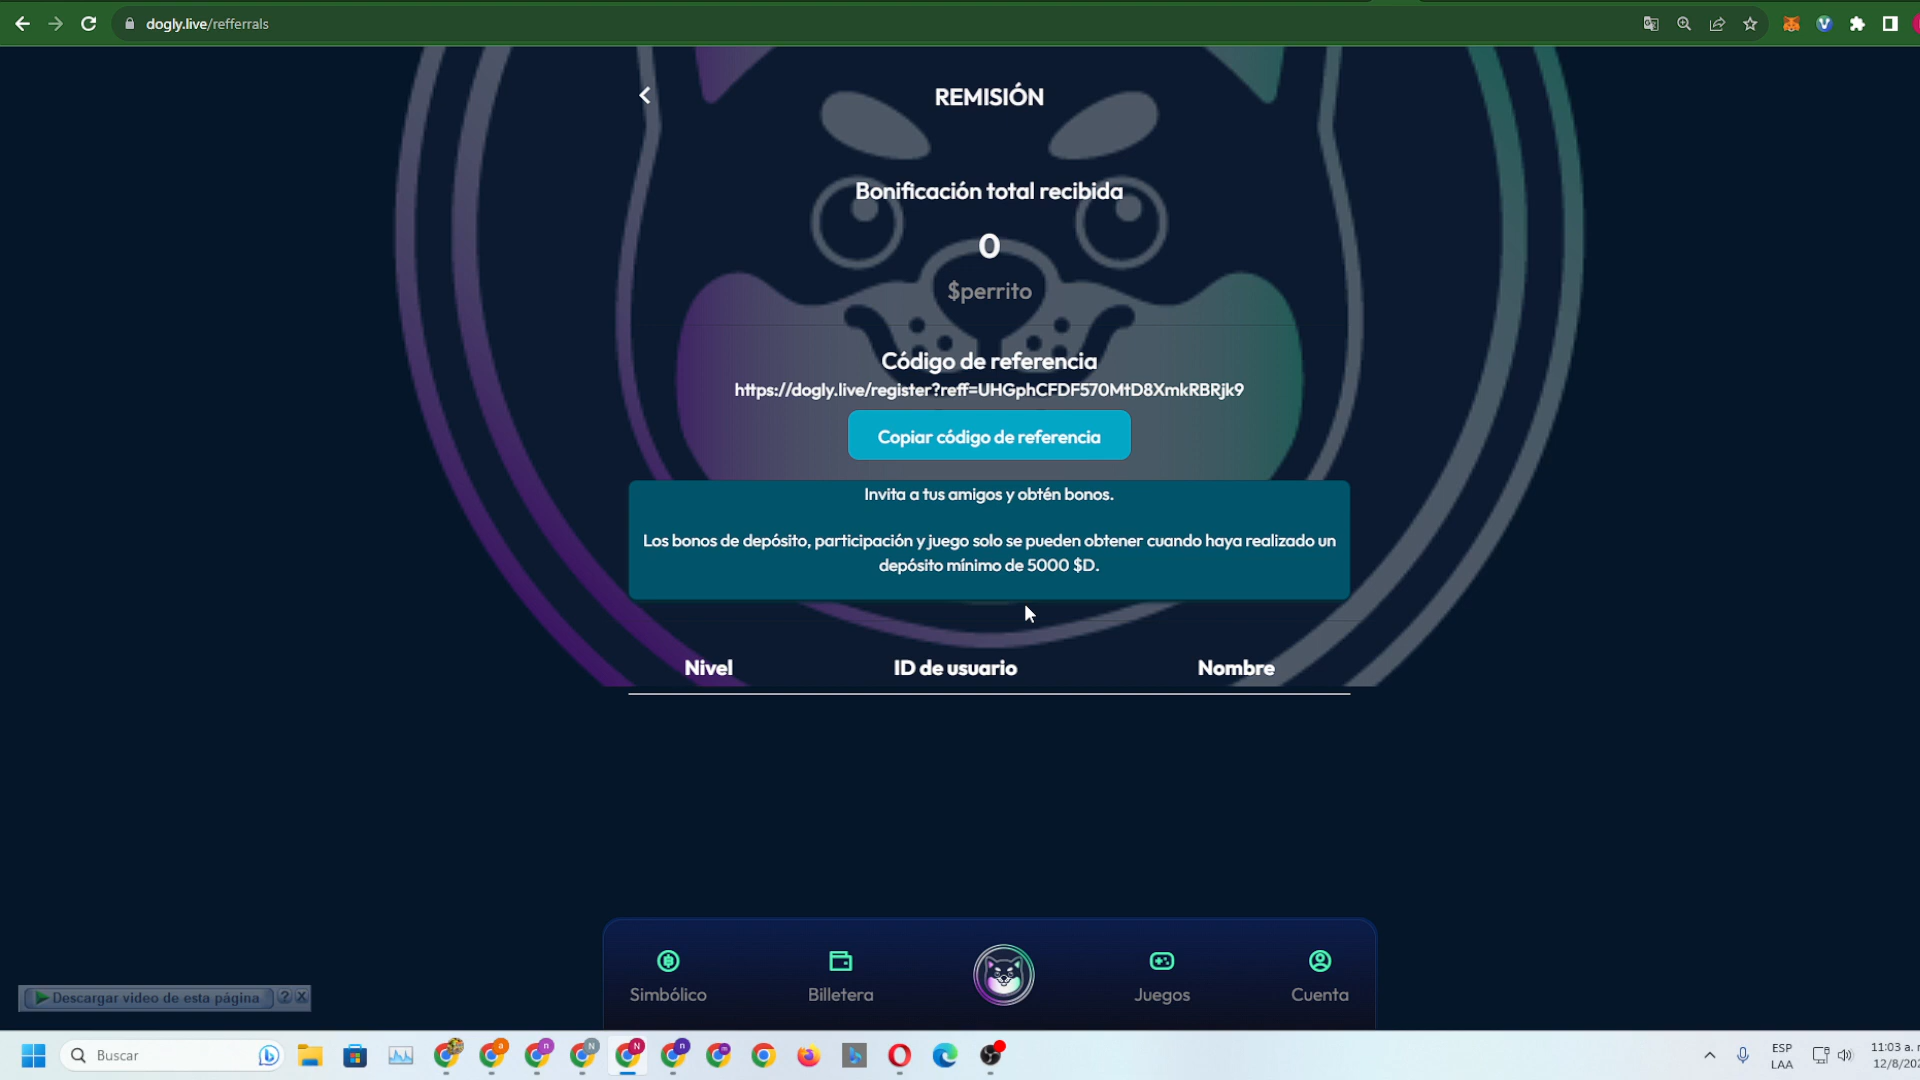 dogly.live/refferrals
REMISIÓN
Bonificación total recibida
0
$perrito
Código de referencia
https://dogly.live/register?reff=UHGphCFDF570MtD8XmkRBRjk9
Copiar código de referencia
Invita a tus amigos y obtén bonos.
Los bonos de depósito, participación y juego solo se pueden obtener cuando haya realizado un
depósito mínimo de 5000 $D.
Nivel ID de usuario Nombre
Simbólico Billetera Juegos Cuenta
Descargar video de esta página ? X
Buscar
ESP
LAA
11:03 a.
12/8/202